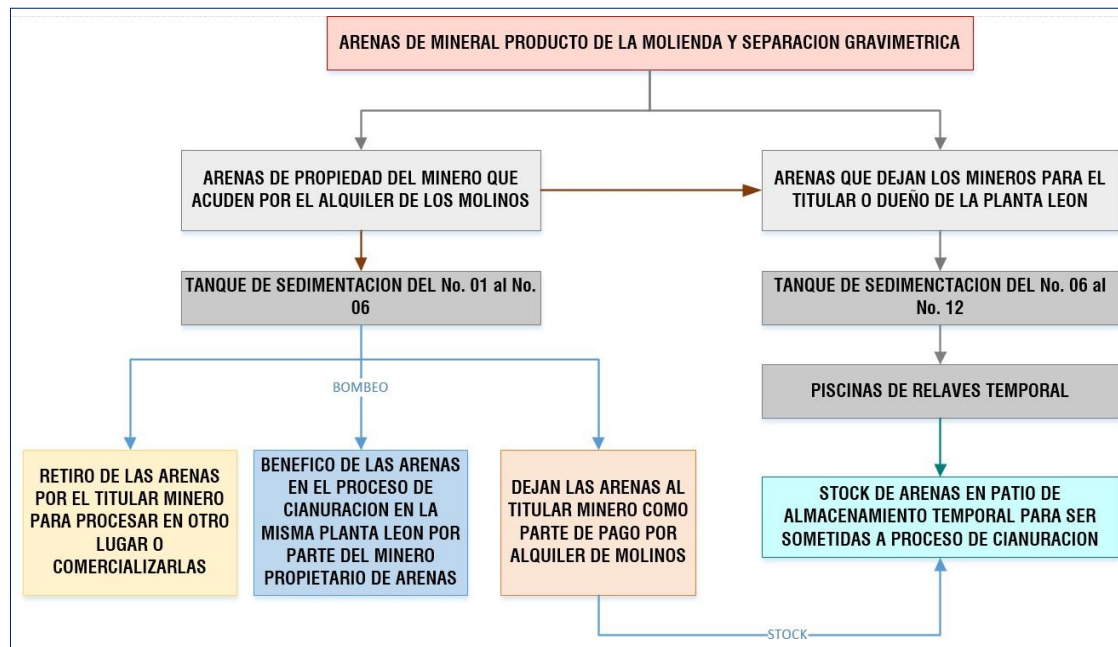 ARENAS DE MINERAL PRODUCTO DE LA MOLIENDA Y SEPARACION GRAVIMETRICA
ARENAS DE PROPIEDAD DEL MINERO QUE
ACUDEN POR EL ALQUILER DE LOS MOLINOS
ARENAS QUE DEJAN LOS MINEROS PARA EL
TITULAR O DUEÑO DE LA PLANTA LEON
TANQUE DE SEDIMENTACION DEL No. 01 al No.
06
TANQUE DE SEDIMENCTACION DEL No. 06 al
No. 12
BOMBEO
PISCINAS DE RELAVES TEMPORAL
RETIRO DE LAS ARENAS
POR EL TITULAR MINERO
PARA PROCESAR EN OTRO
LUGAR O
COMERCIALIZARLAS
BENEFICO DE LAS ARENAS
EN EL PROCESO DE
CIANURACION EN LA
MISMA PLANTA LEON POR
PARTE DEL MINERO
PROPIETARIO DE ARENAS
DEJAN LAS ARENAS AL
TITULAR MINERO COMO
PARTE DE PAGO POR
ALQUILER DE MOLINOS
STOCK DE ARENAS EN PATIO DE
ALMACENAMIENTO TEMPORAL PARA SER
SOMETIDAS A PROCESO DE CIANURACION
STOCK